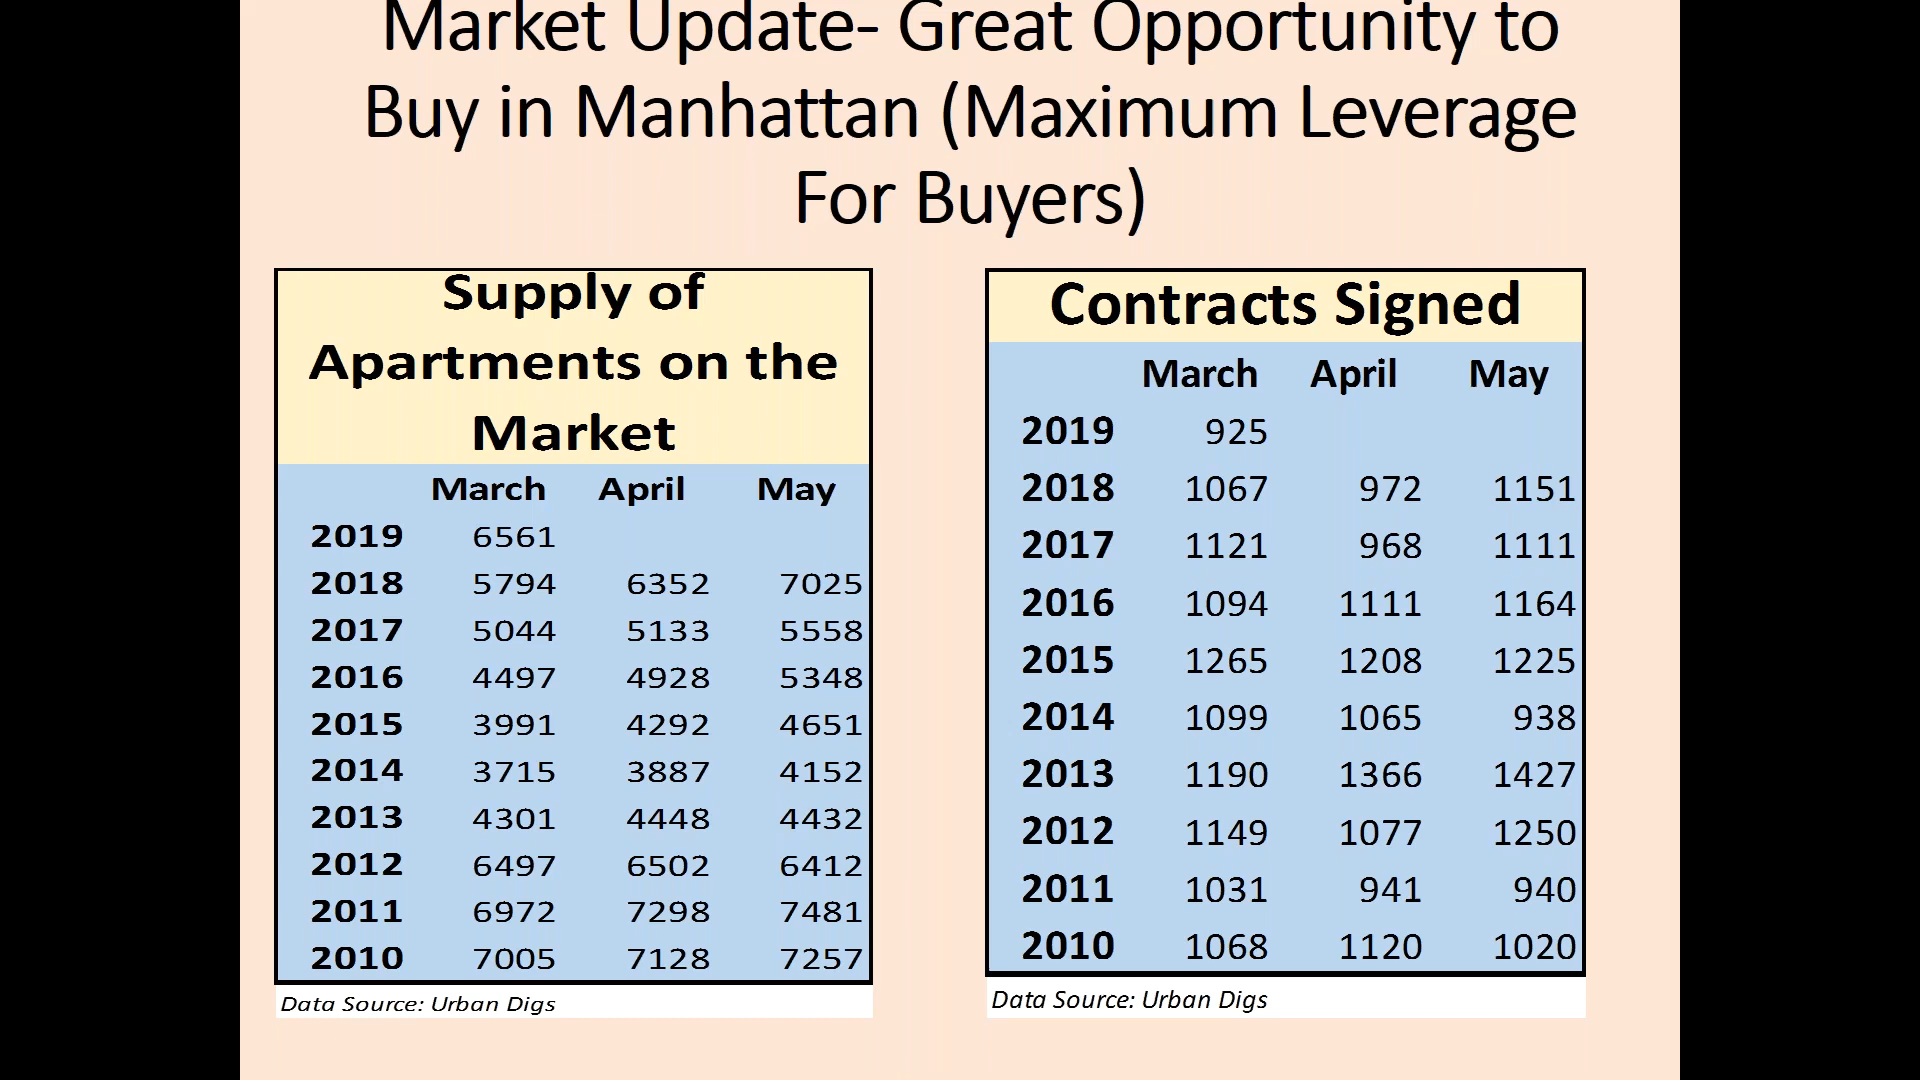 Market Update- Great Opportunity to
Buy in Manhattan (Maximum Leverage
For Buyers)
Supply of
Apartments on the
Market
March April May
2019 6561
2018 5794 6352 7025
2017 5044 5133 5558
2016 4497 4928 5348
2015 3991 4292 4651
2014 3715 3887 4152
2013 4301 4448 4432
2012 6497 6502 6412
2011 6972 7298 7481
2010 7005 7128 7257
Data Source: Urban Digs
Contracts Signed
March April May
2019 925
2018 1067 972 1151
2017 1121 968 1111
2016 1094 1111 1164
2015 1265 1208 1225
2014 1099 1065 938
2013 1190 1366 1427
2012 1149 1077 1250
2011 1031 941 940
2010 1068 1120 1020
Data Source: Urban Digs